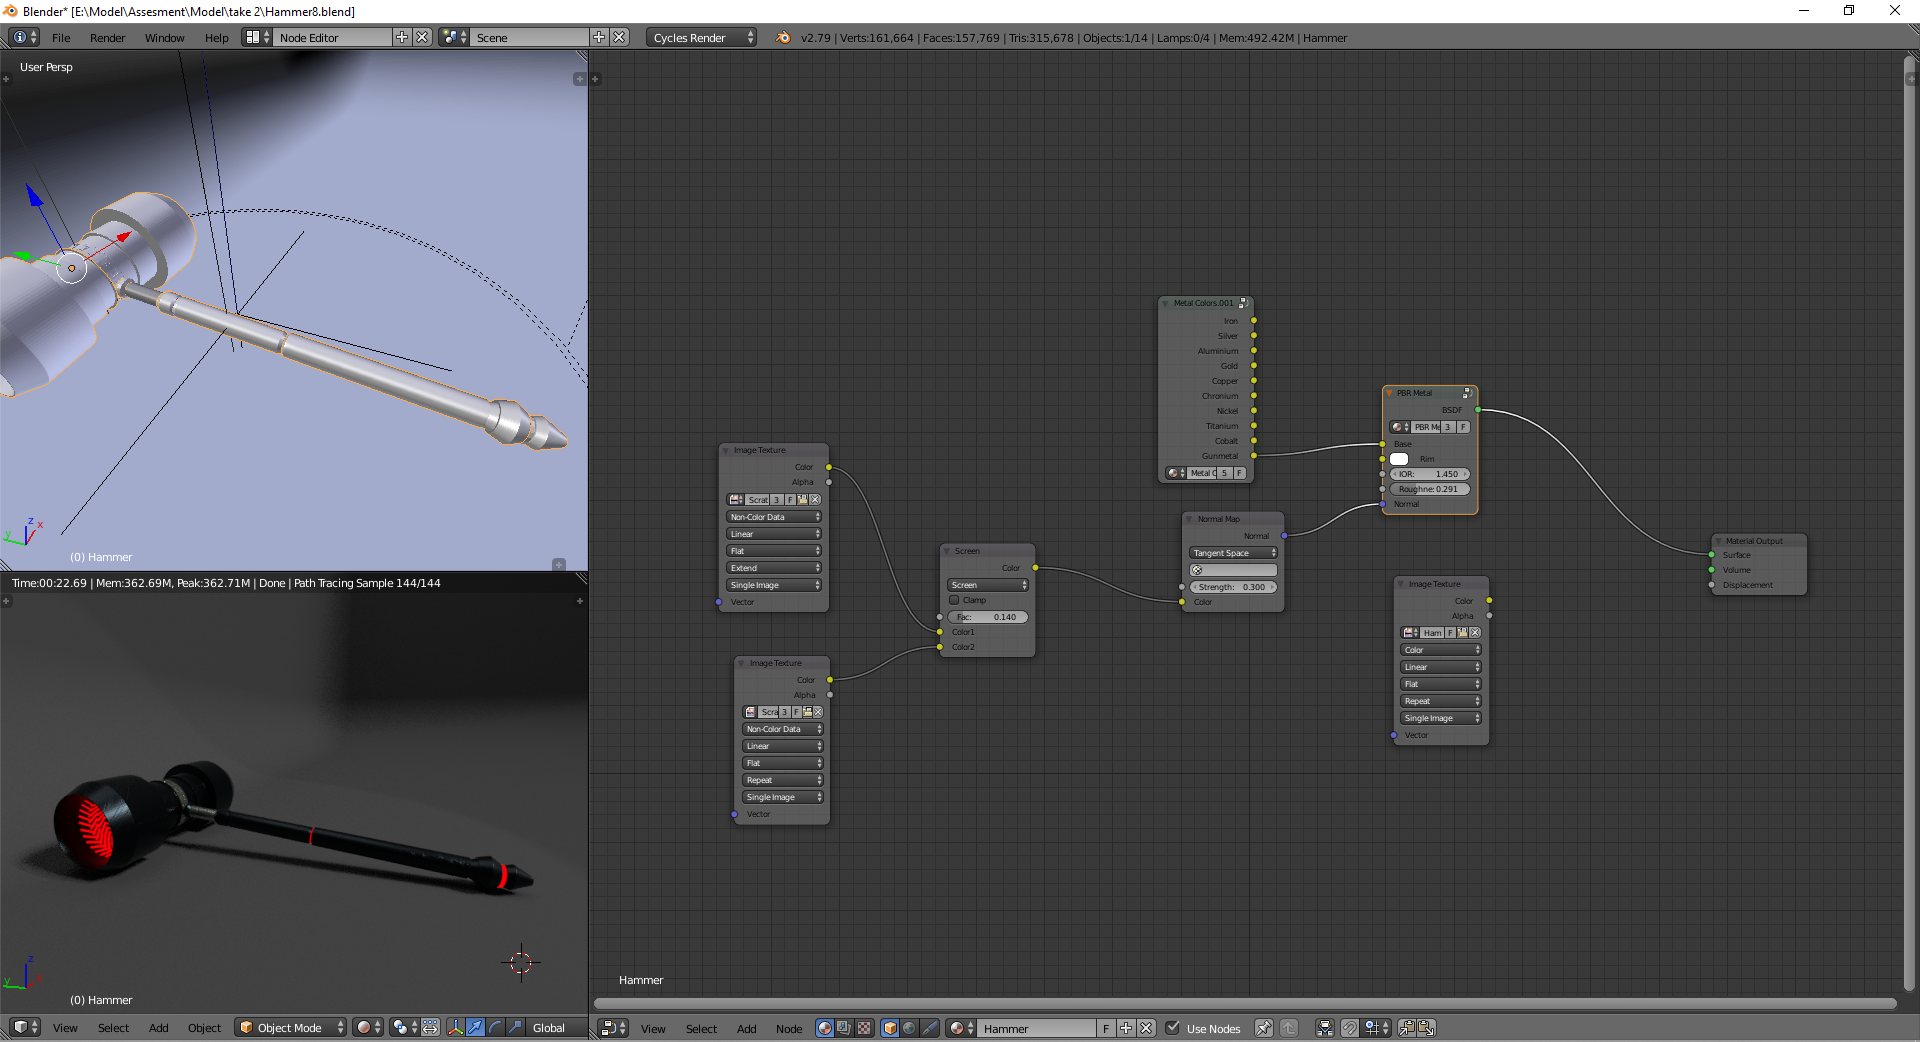 Blender* [E:\Model\Assesment\Model\take 2\Hammer8.blend]
File Render Window Help Node Editor Scene Cycles Render v2.79 | Verts:161,664 | Faces:157,769 | Tris:315,678 | Objects:1/14 | Lamps:0/4 | Mem:492.42M | Hammer
User Persp
z
x
y
(0) Hammer
Time:00:22.69 | Mem:362.69M, Peak:362.71M | Done | Path Tracing Sample 144/144
z
y
(0) Hammer
View Select Add Object Object Mode Global
Image Texture
Color
Alpha
Scrat 3 F
Non-Color Data
Linear
Flat
Extend
Single Image
Vector
Image Texture
Color
Alpha
Scra 3 F
Non-Color Data
Linear
Flat
Repeat
Single Image
Vector
Screen
Color
Screen
Clamp
Fac: 0.140
Color1
Color2
Metal Colors.001
Iron
Silver
Aluminium
Gold
Copper
Chronium
Nickel
Titanium
Cobalt
Gunmetal
Metal C 5 F
Normal Map
Normal
Tangent Space
Strength: 0.300
Color
PBR Metal
BSDF
PBR Me 3 F
Base
Rim
IOR: 1.450
Roughne: 0.291
Normal
Image Texture
Color
Alpha
Ham F
Color
Linear
Flat
Repeat
Single Image
Vector
Material Output
Surface
Volume
Displacement
Hammer
View Select Add Node Hammer F Use Nodes